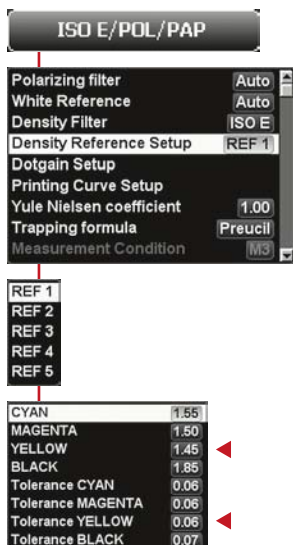 ISO E/POL/PAP
Polarizing filter Auto
White Reference Auto
Density Filter ISO E
Density Reference Setup REF 1
Dotgain Setup
Printing Curve Setup
Yule Nielsen coefficient 1.00
Trapping formula Preucil
Measurement Condition M3
REF 1
REF 2
REF 3
REF 4
REF 5
CYAN 1.55
MAGENTA 1.50
YELLOW 1.45
BLACK 1.85
Tolerance CYAN 0.06
Tolerance MAGENTA 0.06
Tolerance YELLOW 0.06
Tolerance BLACK 0.07